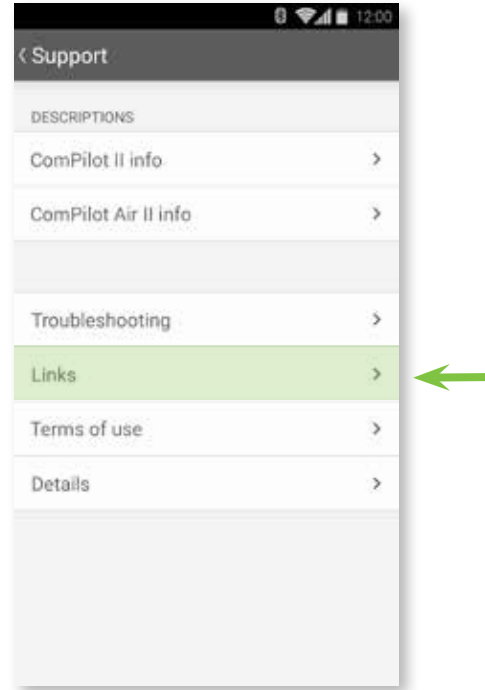 12:00
Support
DESCRIPTIONS
ComPilot II info
ComPilot Air II info
Troubleshooting
Links
Terms of use
Details